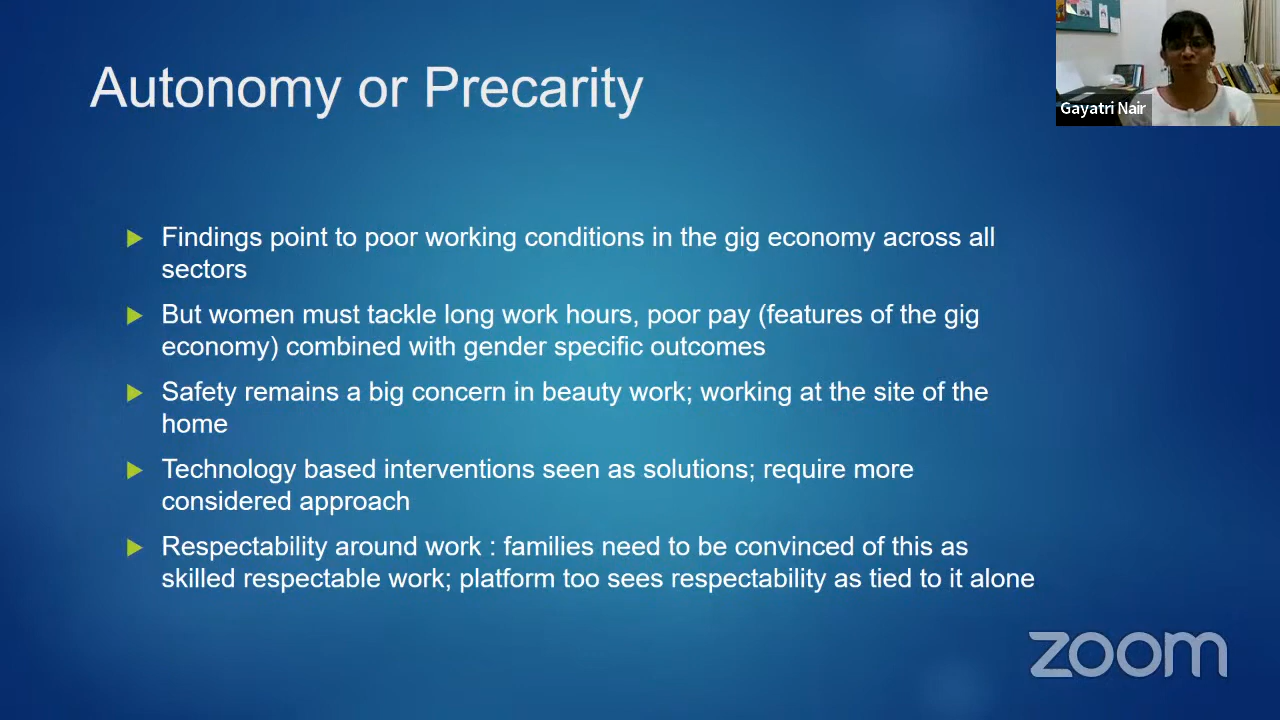 Autonomy or Precarity
Gayatri Nair
Findings point to poor working conditions in the gig economy across all
sectors
But women must tackle long work hours, poor pay (features of the gig
economy) combined with gender specific outcomes
Safety remains a big concern in beauty work; working at the site of the
home
Technology based interventions seen as solutions; require more
considered approach
Respectability around work : families need to be convinced of this as
skilled respectable work; platform too sees respectability as tied to it alone
zoom